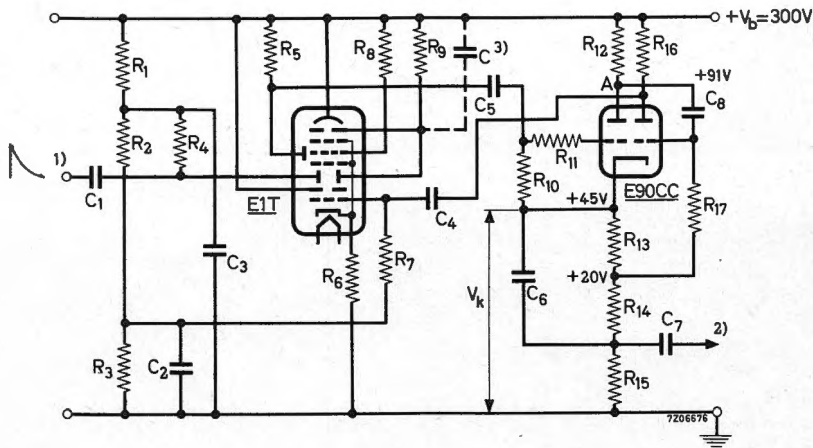 +Vb=300V
R1
R5
R8
R9
C 3)
R12
R16
A
+91V
C5
C8
R2
R4
1)
C1
R11
R10
E1T
C4
E90CC
R17
+45V
C3
R6
R7
R13
Vk
C6
+20V
R14
C7
2)
R3
C2
R15
7Z06676